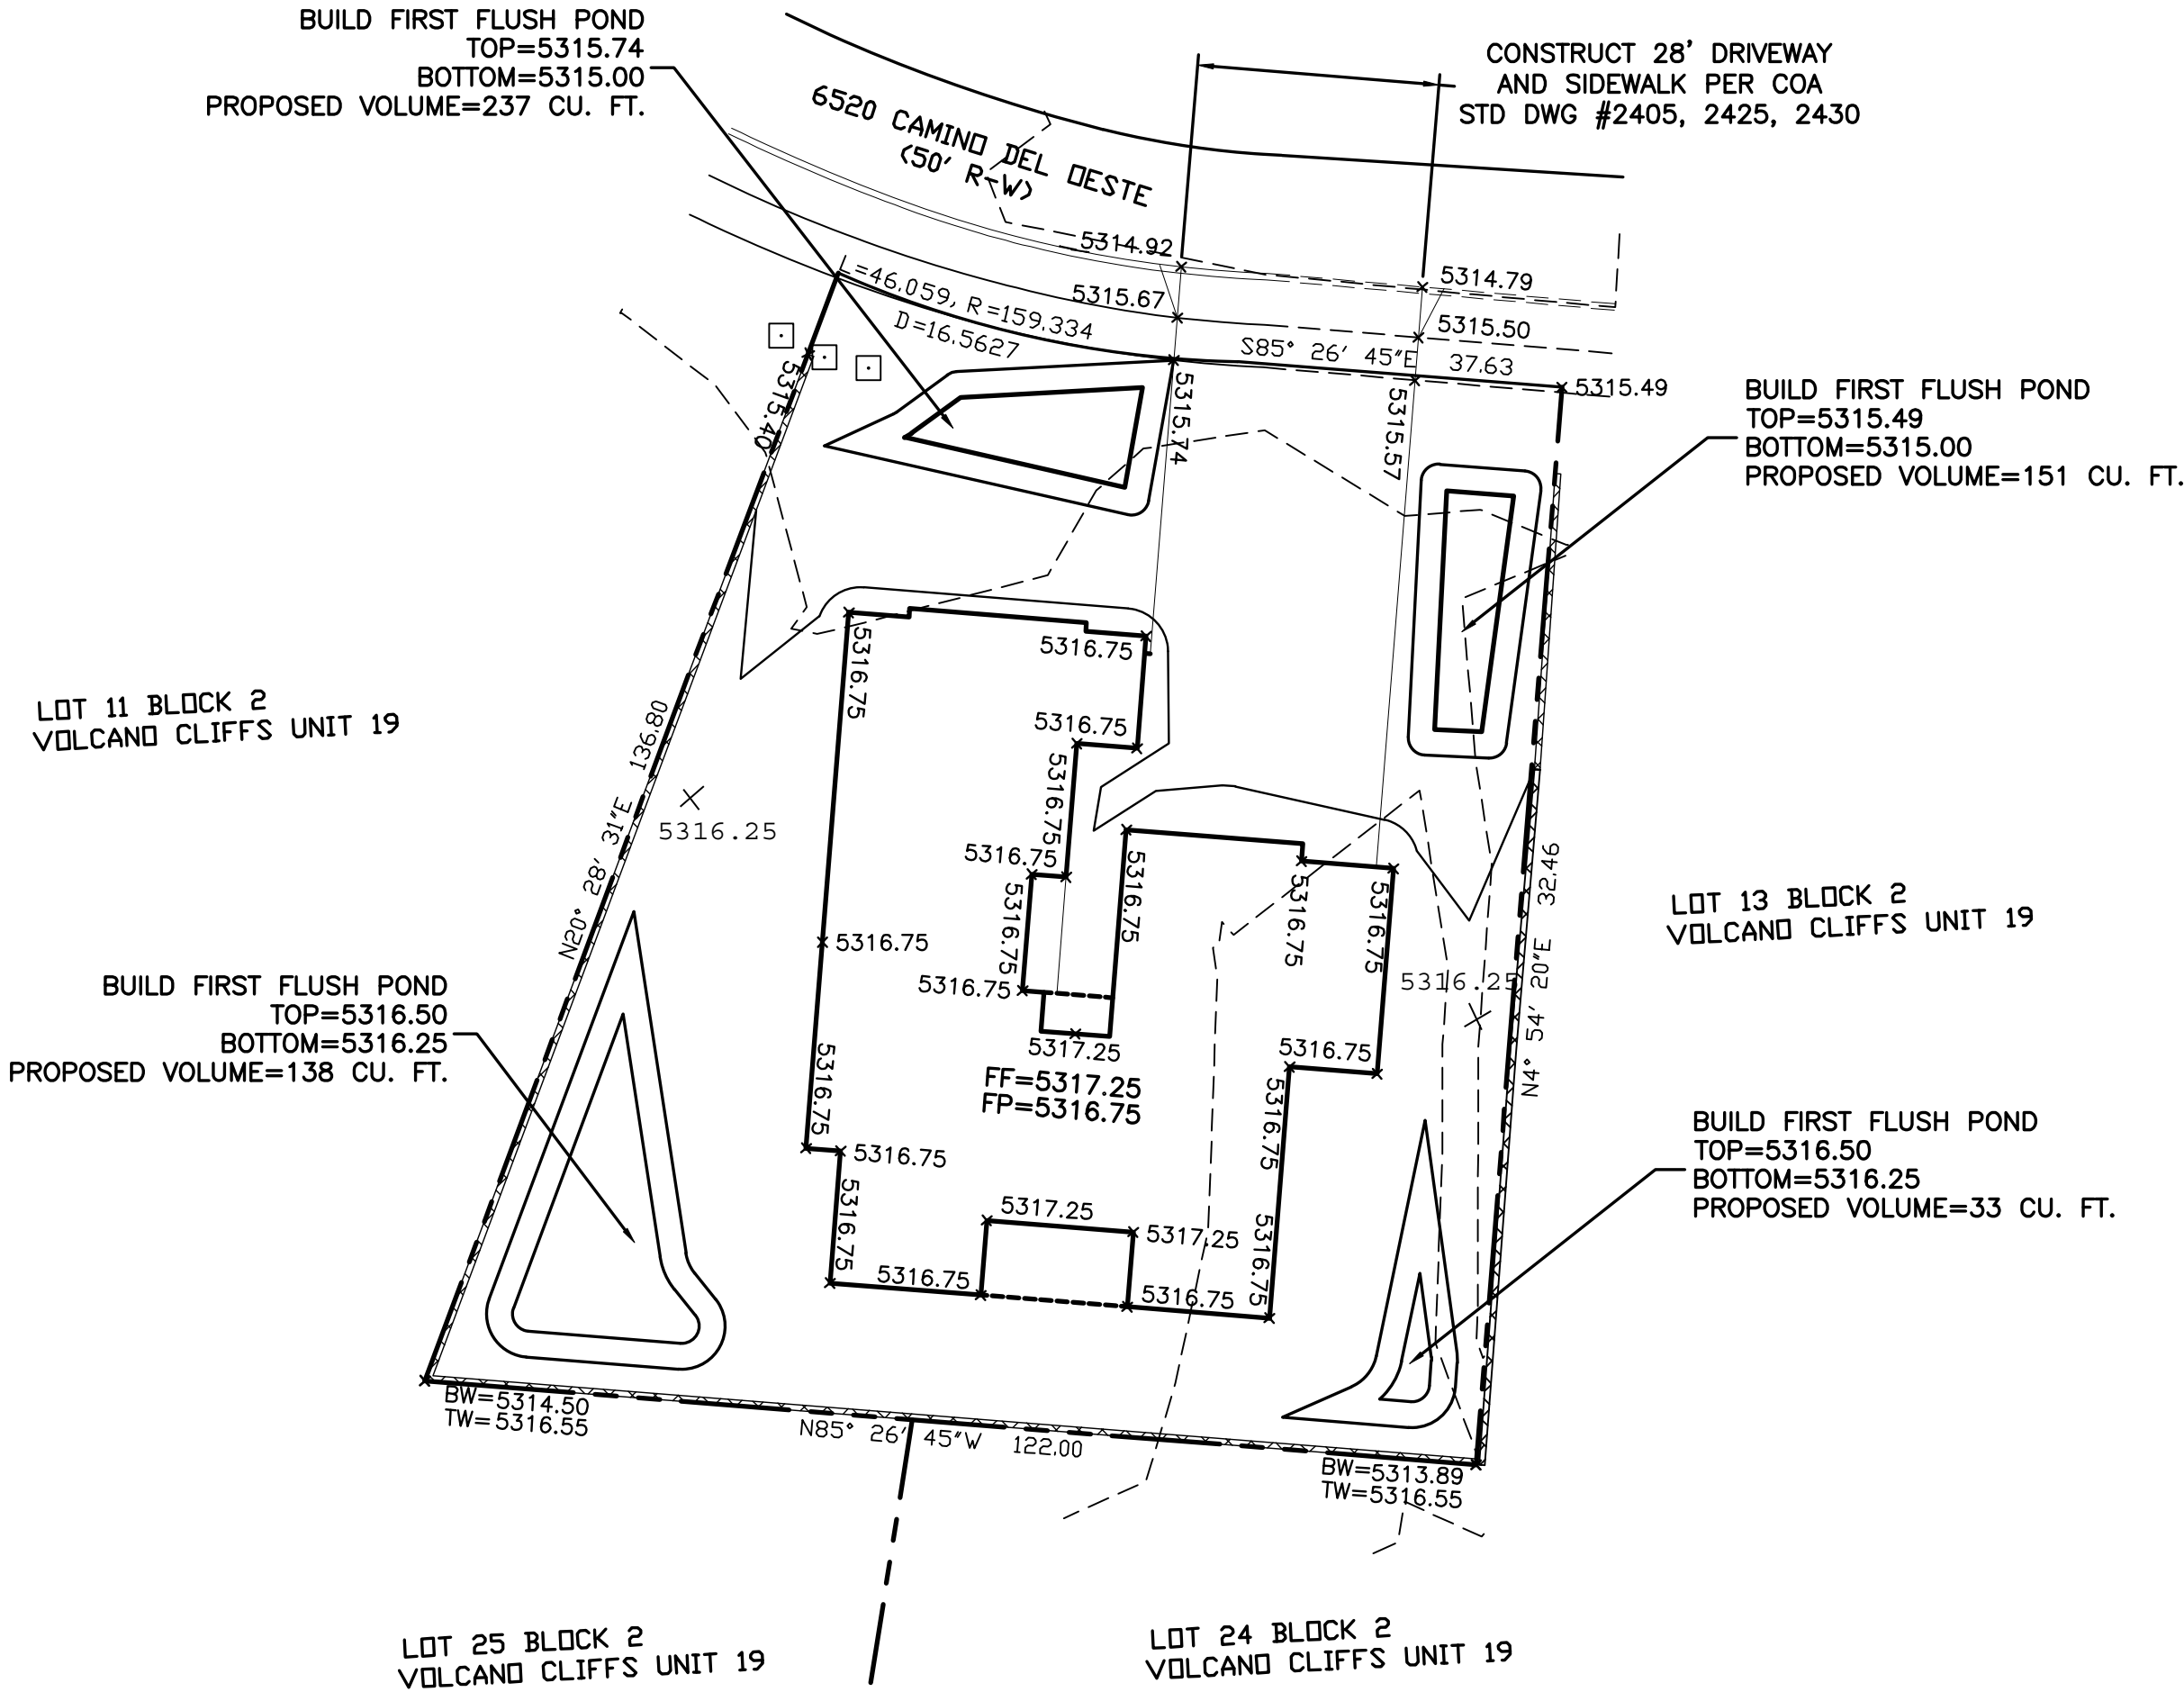 BUILD FIRST FLUSH POND
TOP=5315.74
BOTTOM=5315.00
PROPOSED VOLUME=237 CU. FT.
CONSTRUCT 28' DRIVEWAY
AND SIDEWALK PER COA
STD DWG #2405, 2425, 2430
6520 CAMINO DEL OESTE
(50' R-W)
5314.92
5314.79
5315.67
5315.50
L=46.059, R=159.334
D=16.5627
S85° 26' 45"E 37.63
5315.49
5315.40
5315.74
5315.57
BUILD FIRST FLUSH POND
TOP=5315.49
BOTTOM=5315.00
PROPOSED VOLUME=151 CU. FT.
5316.75
5316.75
LOT 11 BLOCK 2
VOLCANO CLIFFS UNIT 19
N20° 28' 31"E 136.80
5316.25
5316.75
5316.75
5316.75
5316.75
5316.75
5316.75
5316.75
5316.75
5316.75
5316.25
N4° 54' 20"E 32.46
LOT 13 BLOCK 2
VOLCANO CLIFFS UNIT 19
BUILD FIRST FLUSH POND
TOP=5316.50
BOTTOM=5316.25
PROPOSED VOLUME=138 CU. FT.
5317.25
FF=5317.25
FP=5316.75
5316.75
5316.75
5316.75
5316.75
5316.75
BUILD FIRST FLUSH POND
TOP=5316.50
BOTTOM=5316.25
PROPOSED VOLUME=33 CU. FT.
5317.25
5317.25
5316.75
5316.75
5316.75
BW=5314.50
TW=5316.55
N85° 26' 45"W 122.00
BW=5313.89
TW=5316.55
LOT 25 BLOCK 2
VOLCANO CLIFFS UNIT 19
LOT 24 BLOCK 2
VOLCANO CLIFFS UNIT 19